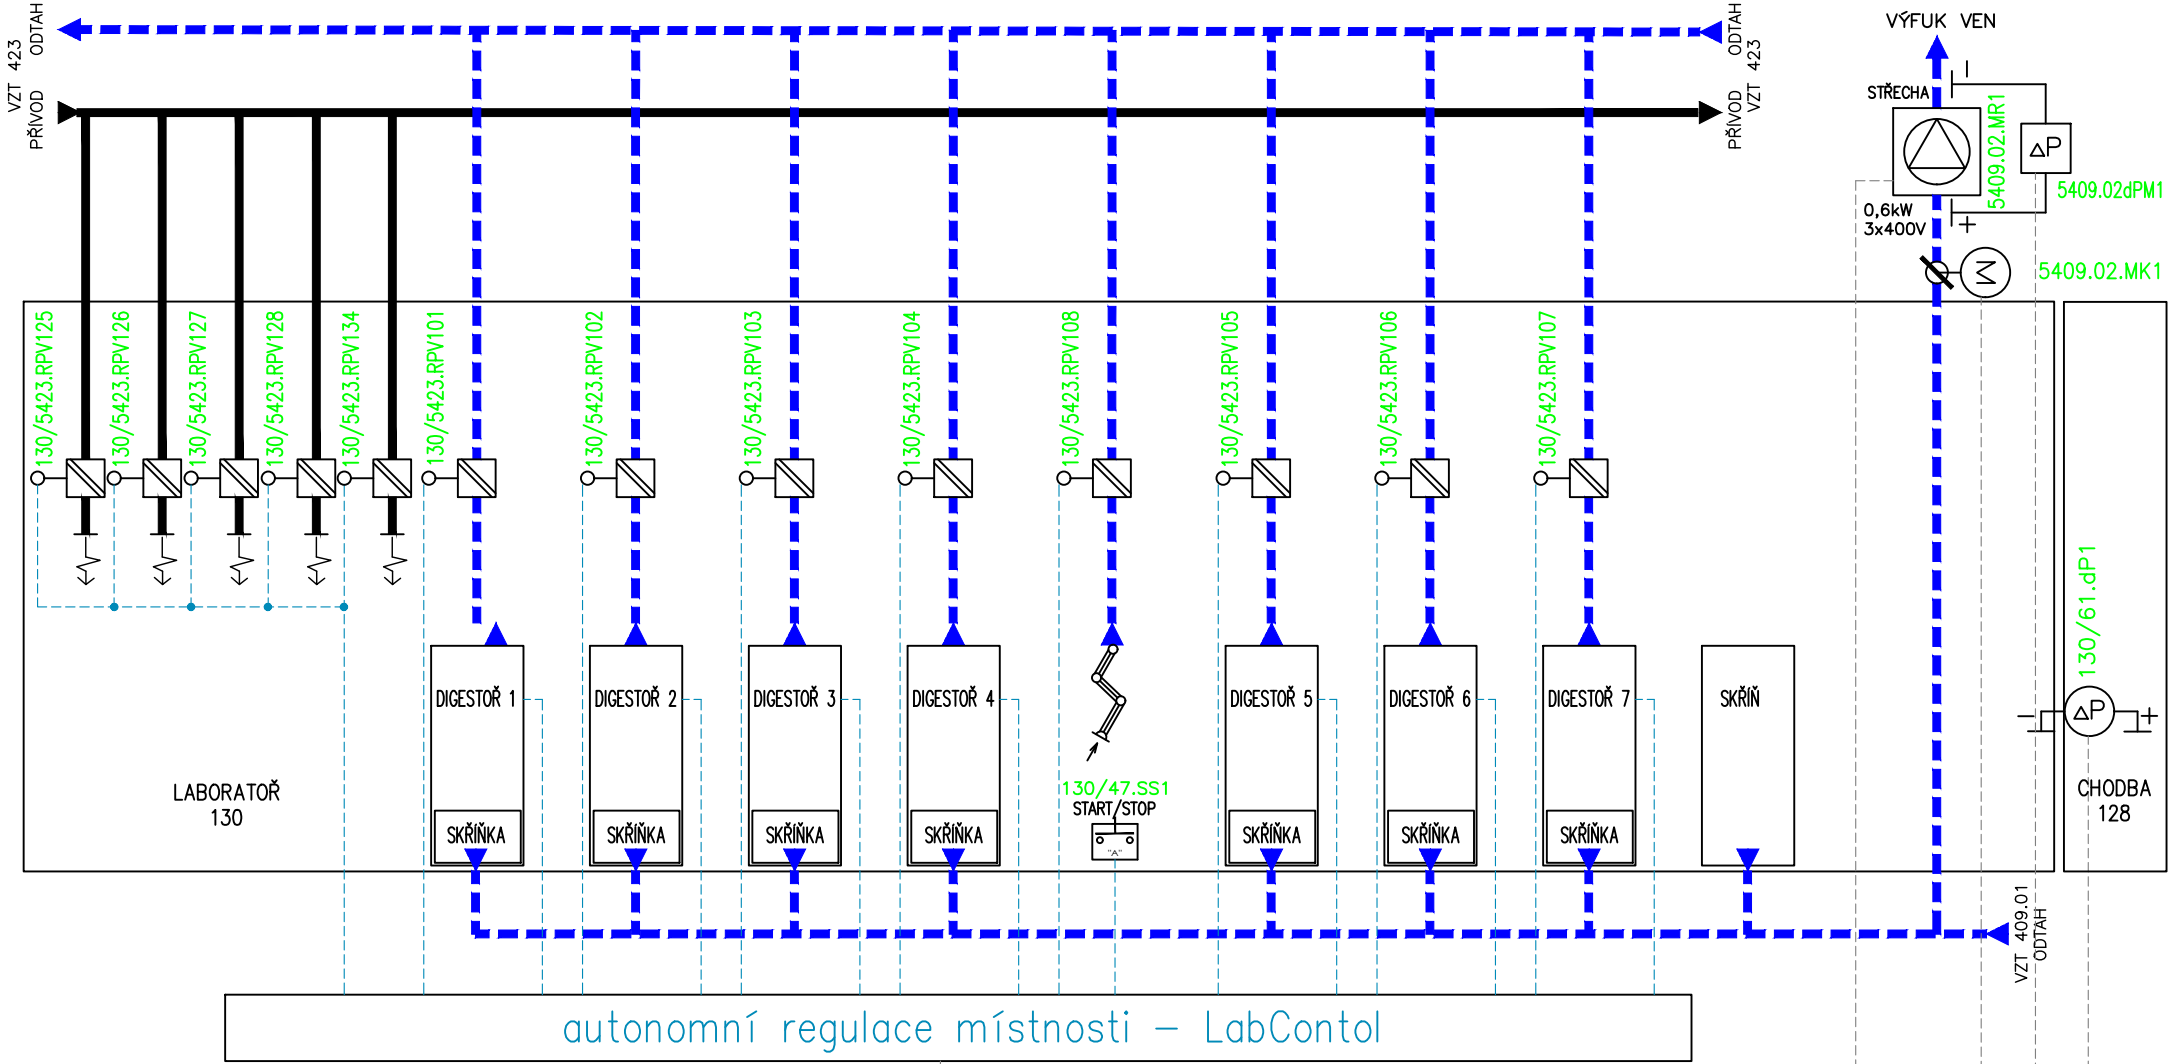 ODTAH
VZT 423
PŘÍVOD
ODTAH
VZT 423
PŘÍVOD
VÝFUK VEN
STŘECHA
5409.02.MR1
ΔP
5409.02dPM1
0,6kW
3x400V
5409.02.MK1
M
130/5423.RPV125
130/5423.RPV126
130/5423.RPV127
130/5423.RPV128
130/5423.RPV134
130/5423.RPV101
130/5423.RPV102
130/5423.RPV103
130/5423.RPV104
130/5423.RPV108
130/5423.RPV105
130/5423.RPV106
130/5423.RPV107
130/61.dP1
DIGESTOŘ 1
DIGESTOŘ 2
DIGESTOŘ 3
DIGESTOŘ 4
DIGESTOŘ 5
DIGESTOŘ 6
DIGESTOŘ 7
SKŘÍŇ
ΔP
LABORATOŘ
130
130/47.SS1
START/STOP
"A"
CHODBA
128
SKŘÍŇKA
SKŘÍŇKA
SKŘÍŇKA
SKŘÍŇKA
SKŘÍŇKA
SKŘÍŇKA
SKŘÍŇKA
VZT 409.01
ODTAH
autonomní regulace místnosti – LabContol